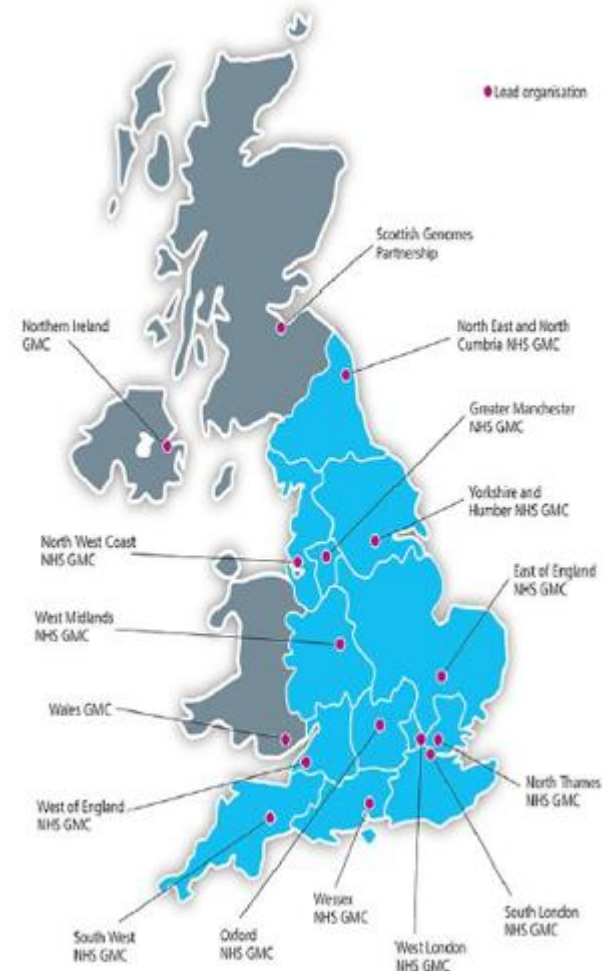 Lead organisation
Scottish Genomes
Partnership
Northern Ireland
GMC
North East and North
Cumbria NHS GMC
Greater Manchester
NHS GMC
Yorkshire and
Humber NHS GMC
North West Coast
NHS GMC
East of England
NHS GMC
West Midlands
NHS GMC
Wales GMC
North Thames
NHS GMC
West of England
NHS GMC
Wessex
NHS GMC
South London
NHS GMC
South West
NHS GMC
Oxford
NHS GMC
West London
NHS GMC